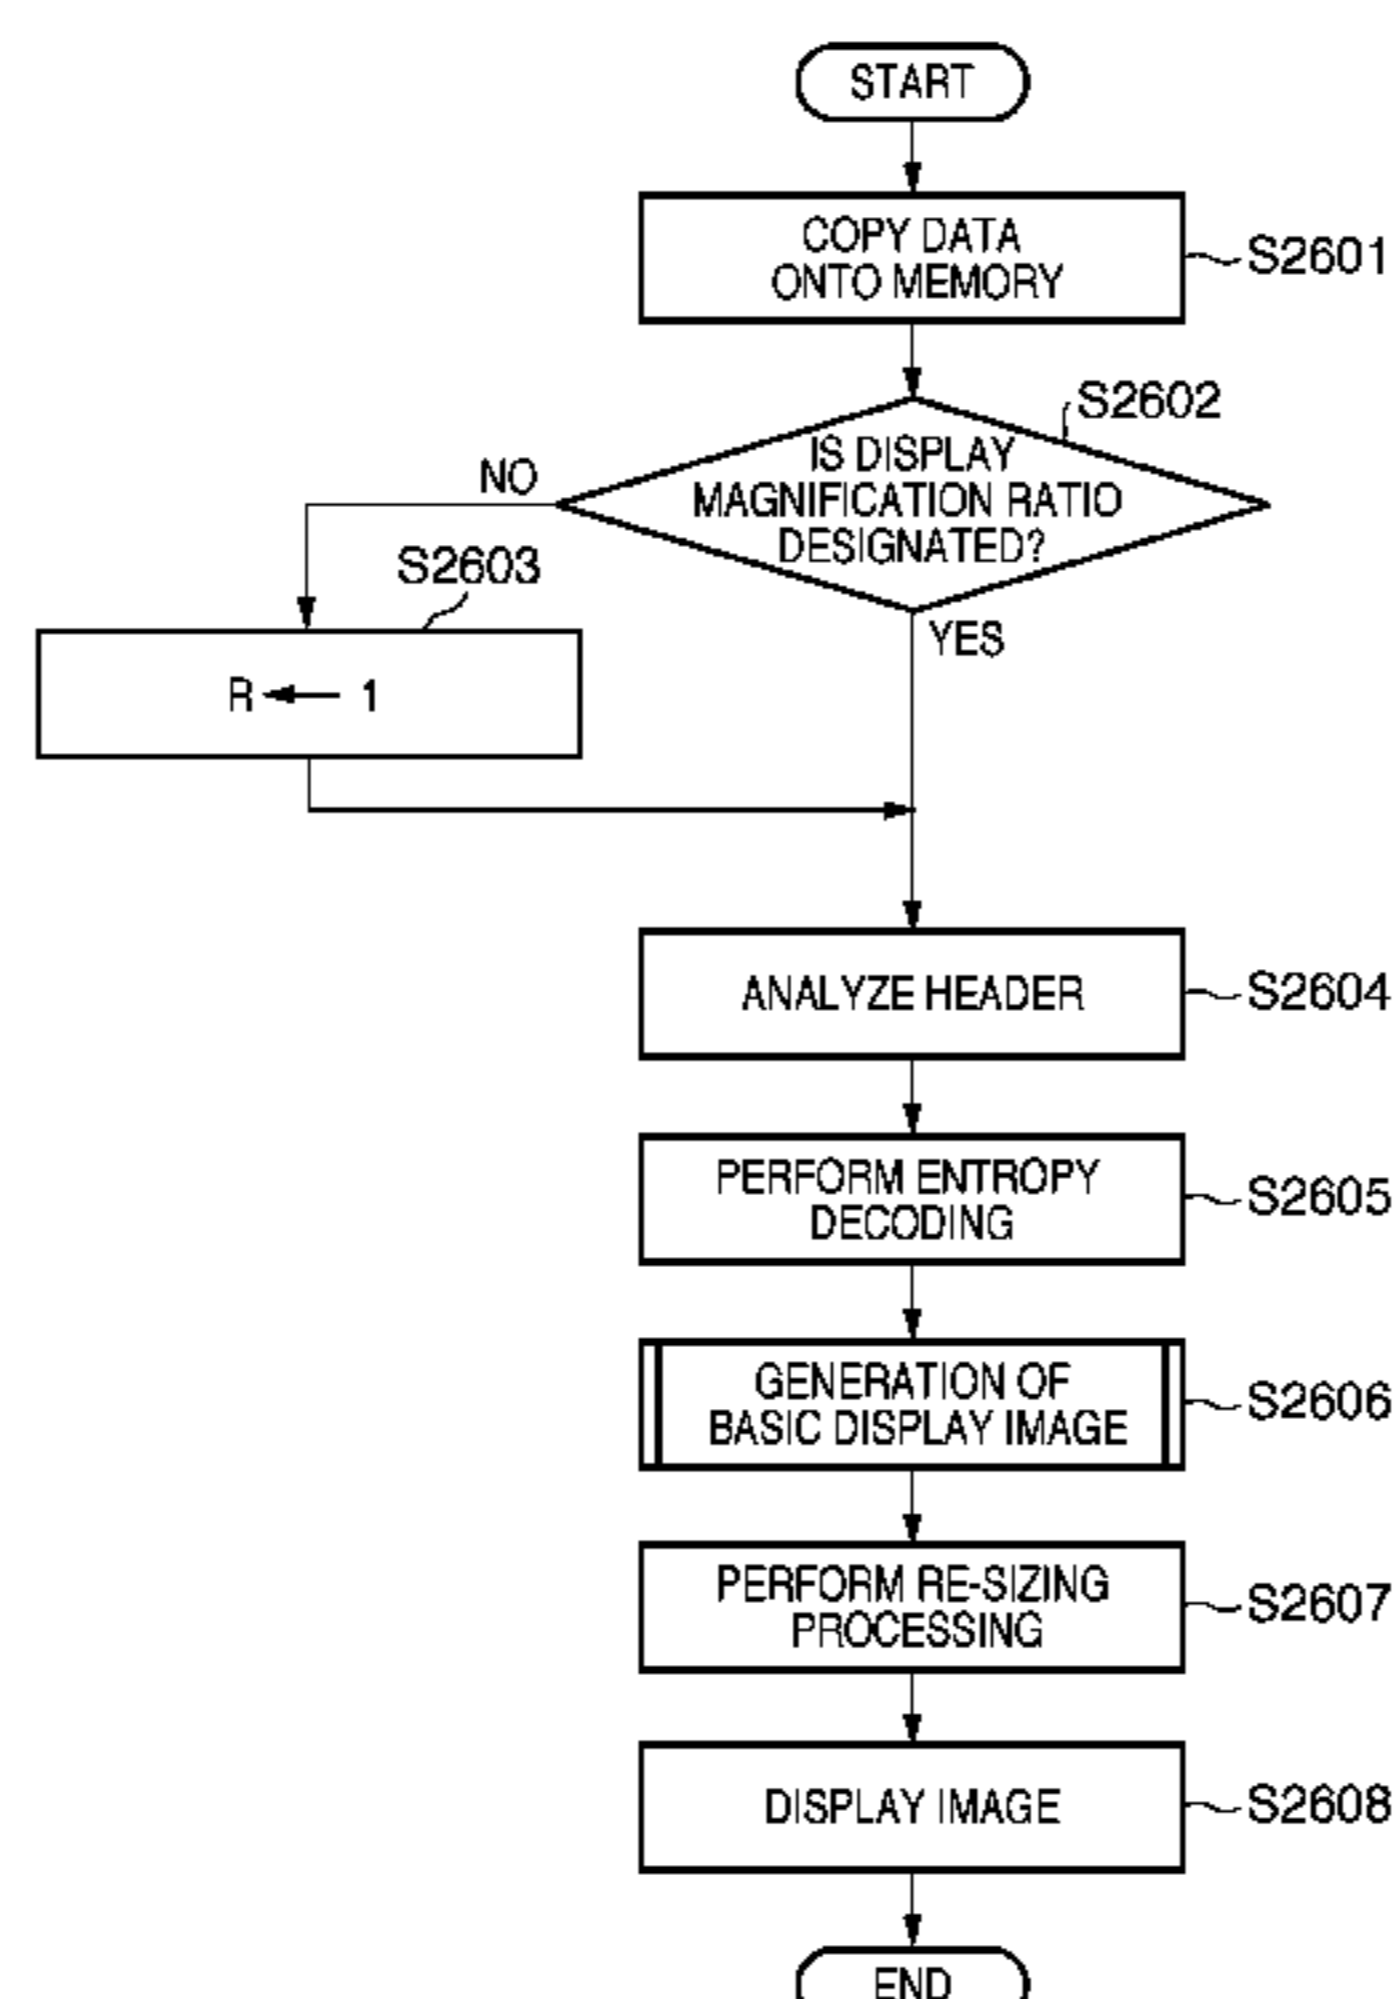 START
COPY DATA
ONTO MEMORY
S2601
S2602
IS DISPLAY
MAGNIFICATION RATIO
DESIGNATED?
NO
YES
S2603
R ← 1
ANALYZE HEADER
S2604
PERFORM ENTROPY
DECODING
S2605
GENERATION OF
BASIC DISPLAY IMAGE
S2606
PERFORM RE-SIZING
PROCESSING
S2607
DISPLAY IMAGE
S2608
END